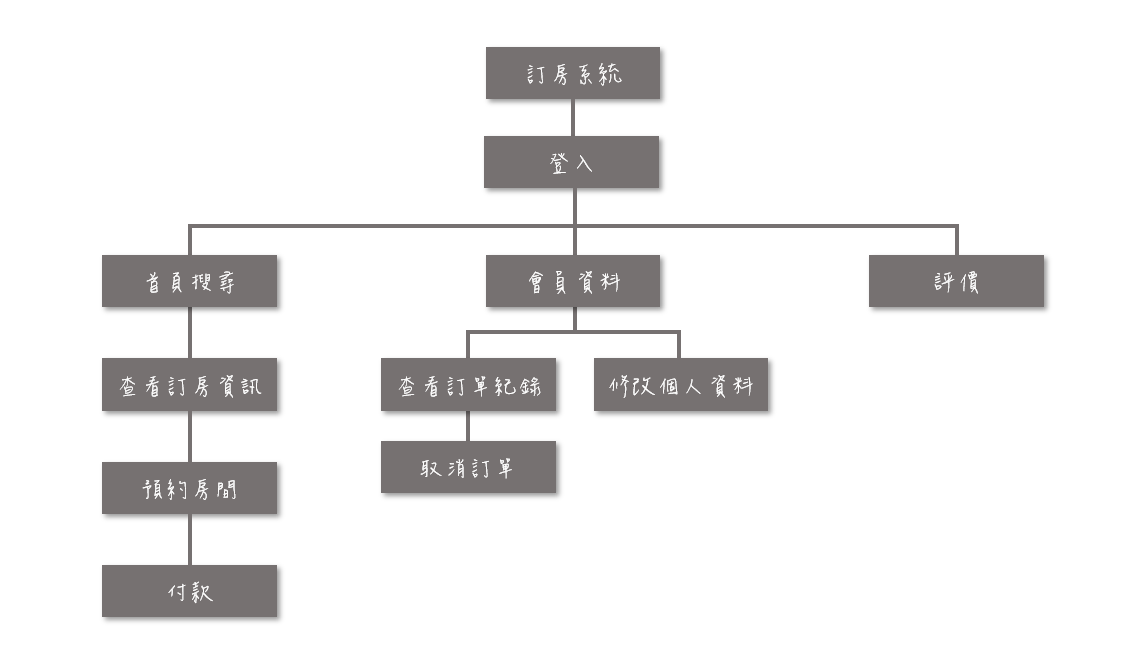 訂房系統
登入
首頁搜尋
會員資料
評價
查看訂房資訊
查看訂單紀錄
修改個人資料
取消訂單
預約房間
付款